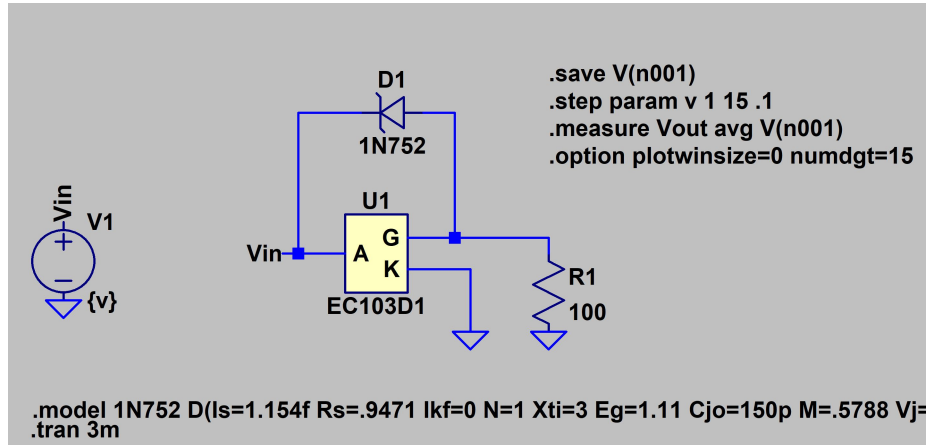 .save V(n001)
.step param v 1 15 .1
.measure Vout avg V(n001)
.option plotwinsize=0 numdgt=15
D1
1N752
U1
Vin
V1
{v}
Vin
A
G
K
EC103D1
R1
100
.model 1N752 D(Is=1.154f Rs=.9471 Ikf=0 N=1 Xti=3 Eg=1.11 Cjo=150p M=.5788 Vj=
.tran 3m